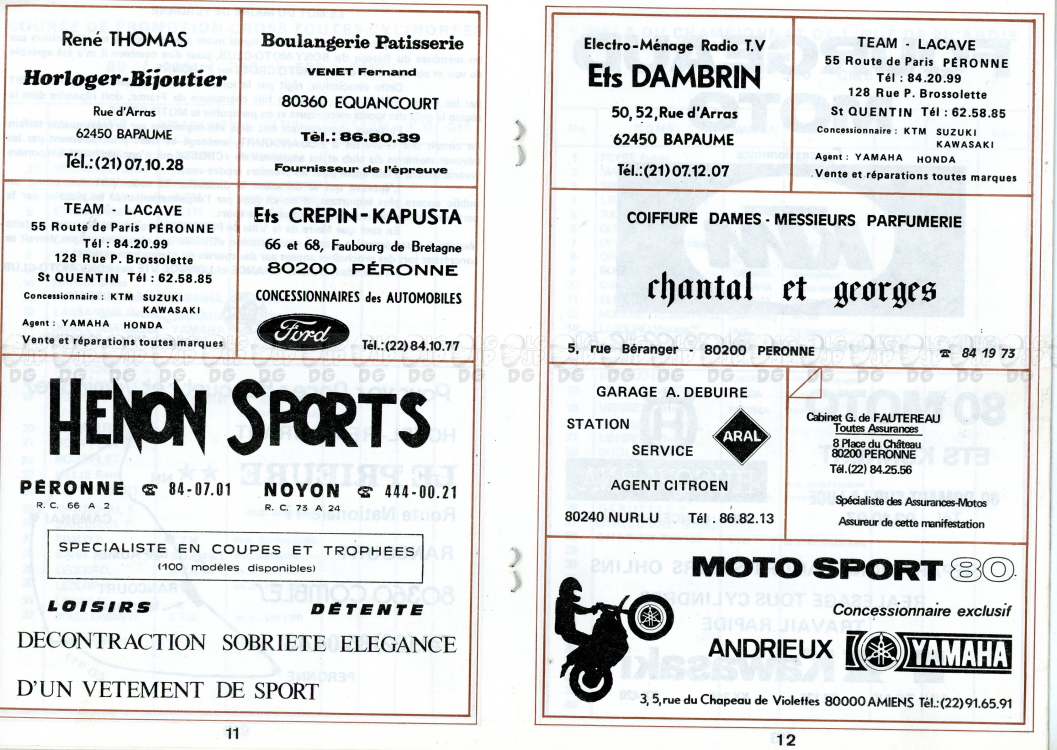 René THOMAS
Horloger-Bijoutier
Rue d'Arras
62450 BAPAUME
Tél.:(21) 07.10.28
Boulangerie Patisserie
VENET Fernand
80360 EQUANCOURT
Tél.: 86.80.39
Fournisseur de l'épreuve
TEAM - LACAVE
55 Route de Paris PÉRONNE
Tél : 84.20.99
128 Rue P. Brossolette
St QUENTIN Tél : 62.58.85
Concessionnaire : KTM SUZUKI
KAWASAKI
Agent : YAMAHA HONDA
Vente et réparations toutes marques
Ets CREPIN-KAPUSTA
66 et 68, Faubourg de Bretagne
80200 PÉRONNE
CONCESSIONNAIRES des AUTOMOBILES
Ford
Tél.:(22) 84.10.77
HENON SPORTS
PÉRONNE ☎ 84-07.01
R. C. 66 A 2
NOYON ☎ 444-00.21
R. C. 73 A 24
SPÉCIALISTE EN COUPES ET TROPHÉES
(100 modèles disponibles)
LOISIRS DÉTENTE
DECONTRACTION SOBRIETE ELEGANCE
D'UN VETEMENT DE SPORT
11
Electro-Ménage Radio T.V
Ets DAMBRIN
50, 52, Rue d'Arras
62450 BAPAUME
Tél.:(21) 07.12.07
TEAM - LACAVE
55 Route de Paris PÉRONNE
Tél : 84.20.99
128 Rue P. Brossolette
St QUENTIN Tél : 62.58.85
Concessionnaire : KTM SUZUKI
KAWASAKI
Agent : YAMAHA HONDA
Vente et réparations toutes marques
COIFFURE DAMES - MESSIEURS PARFUMERIE
chantal et georges
5, rue Béranger - 80200 PERONNE ☎ 84 19 73
GARAGE A. DEBUIRE
STATION
SERVICE
ARAL
AGENT CITROEN
80240 NURLU Tél . 86.82.13
Cabinet G. de FAUTEREAU
Toutes Assurances
8 Place du Château
80200 PERONNE
Tél.(22) 84.25.56
Spécialiste des Assurances-Motos
Assureur de cette manifestation
MOTO SPORT 80
Concessionnaire exclusif
ANDRIEUX YAMAHA
3, 5, rue du Chapeau de Violettes 80000 AMIENS Tél.:(22) 91.65.91
12